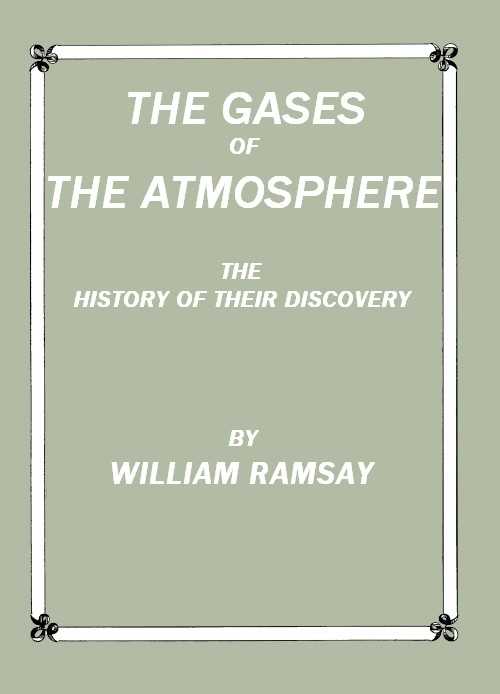 THE GASES
OF
THE ATMOSPHERE
THE
HISTORY OF THEIR DISCOVERY
BY
WILLIAM RAMSAY